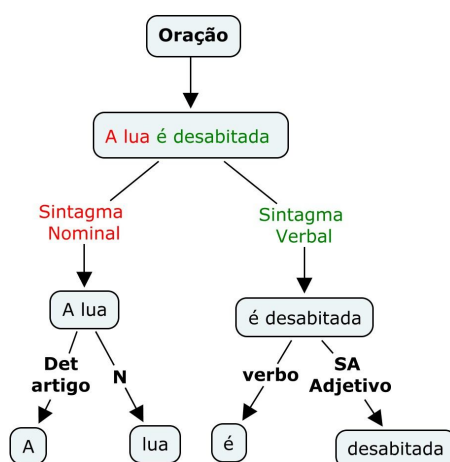 Oração
A lua é desabitada
Sintagma
Nominal
Sintagma
Verbal
A lua
é desabitada
Det
artigo
N
verbo
SA
Adjetivo
A
lua
é
desabitada